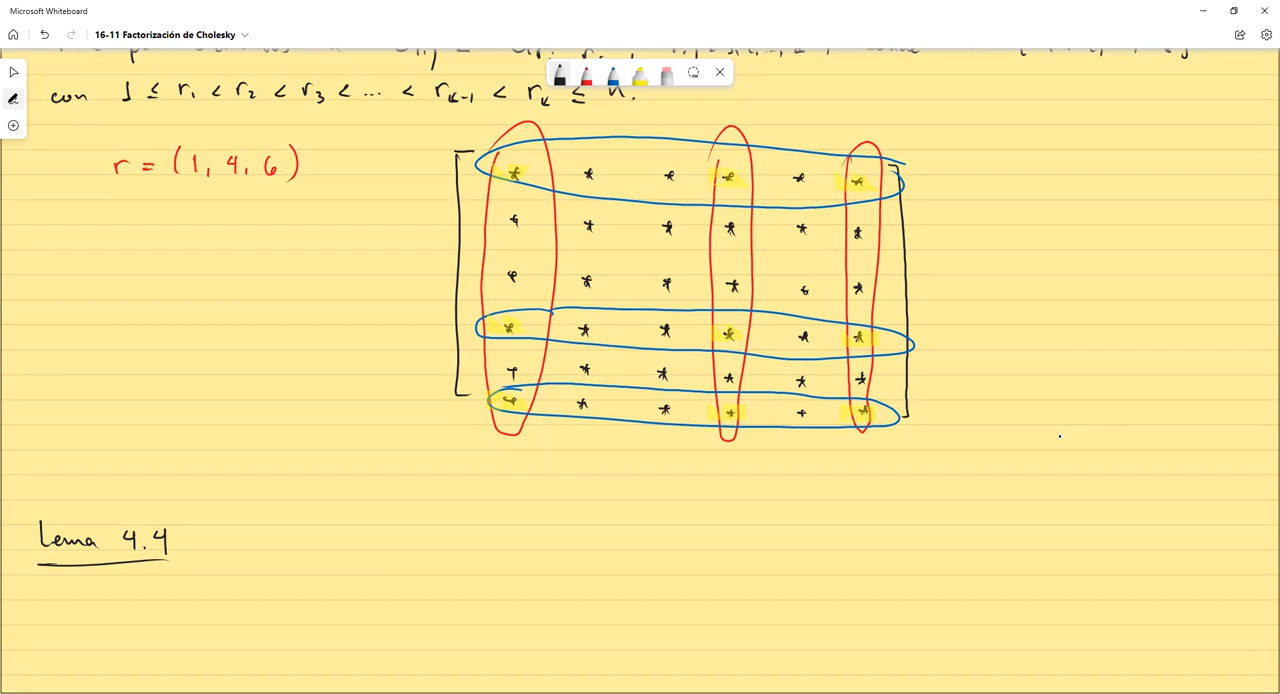 Microsoft Whiteboard
16-11 Factorización de Cholesky
con 1 ≤ r₁ < r₂ < r₃ < ... < rₖ₋₁ < rₖ ≤ n.
r = (1, 4, 6)
* * * * * *
* * * * * *
* * * * * *
* * * * * *
* * * * * *
* * * * * *
Lema 4.4